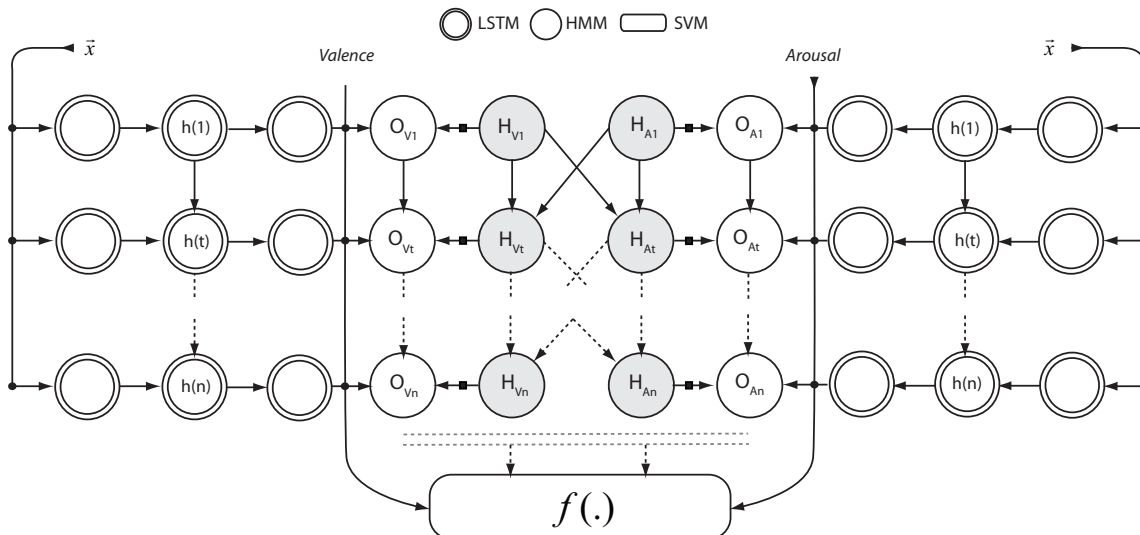 LSTM HMM SVM
x⃗ Valence Arousal x⃗
h(1) O_V1 H_V1 H_A1 O_A1 h(1)
h(t) O_Vt H_Vt H_At O_At h(t)
h(n) O_Vn H_Vn H_An O_An h(n)
f(.)